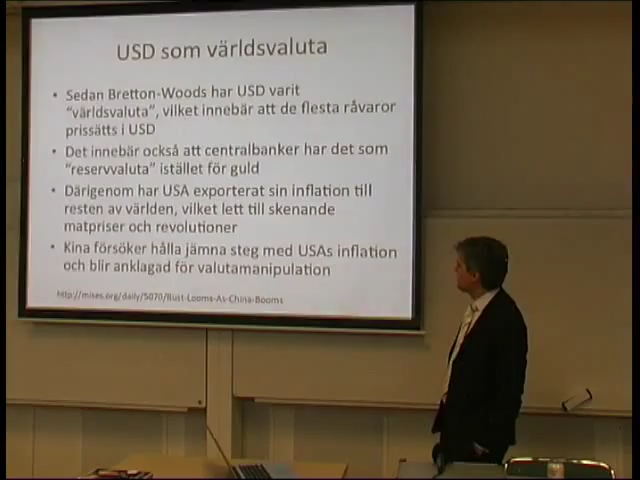 USD som världsvaluta
• Sedan Bretton-Woods har USD varit
"världsvaluta", vilket innebär att de flesta råvaror
prissätts i USD
• Det innebär också att centralbanker har det som
"reservvaluta" istället för guld
• Därigenom har USA exporterat sin inflation till
resten av världen, vilket lett till skenande
matpriser och revolutioner
• Kina försöker hålla jämna steg med USAs inflation
och blir anklagad för valutamanipulation
http://mises.org/daily/5070/Bust-Looms-As-China-Booms